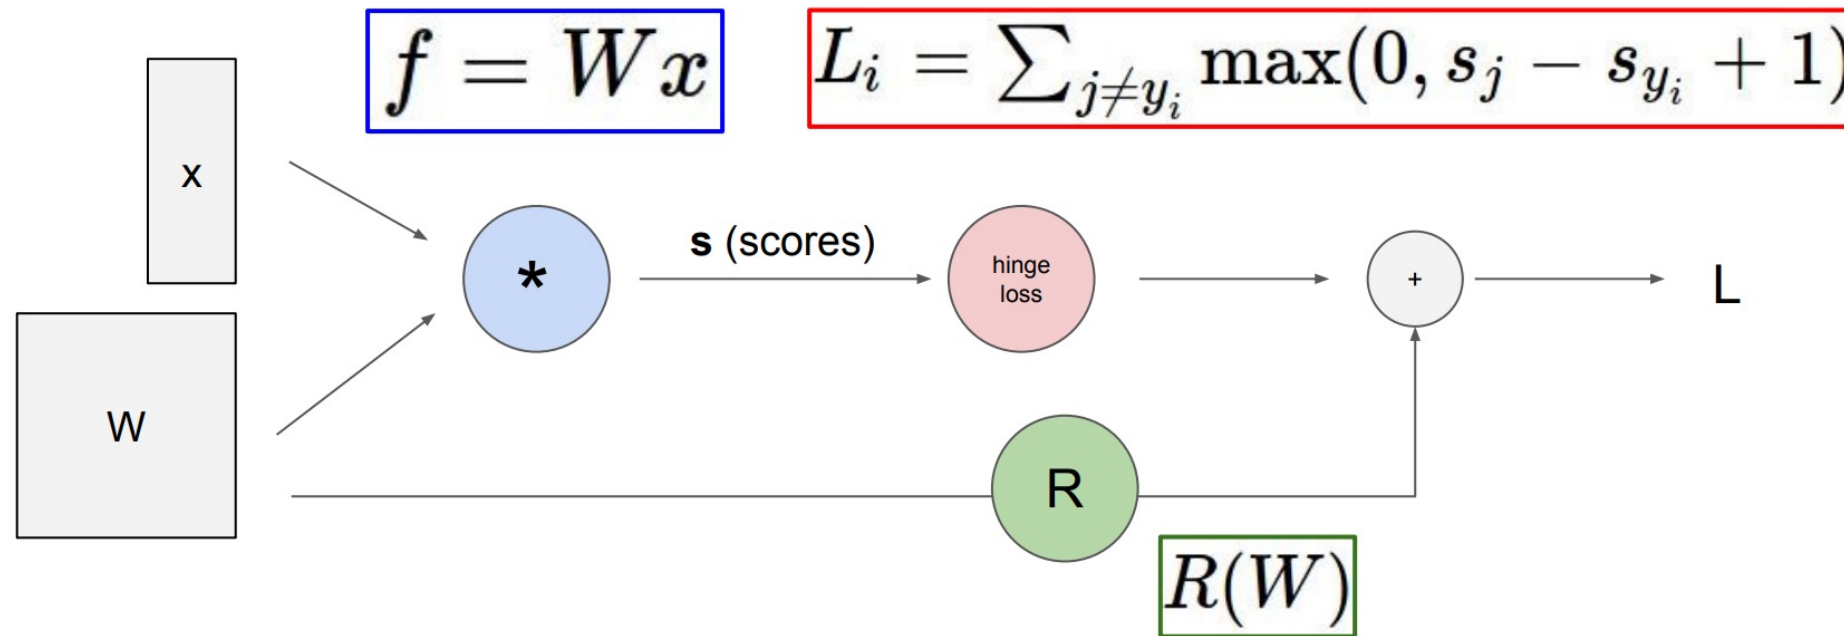 f = Wx
L_i = ∑_{j≠y_i} max(0, s_j − s_{y_i} + 1)
x
s (scores)
*
hinge
loss
+
L
W
R
R(W)